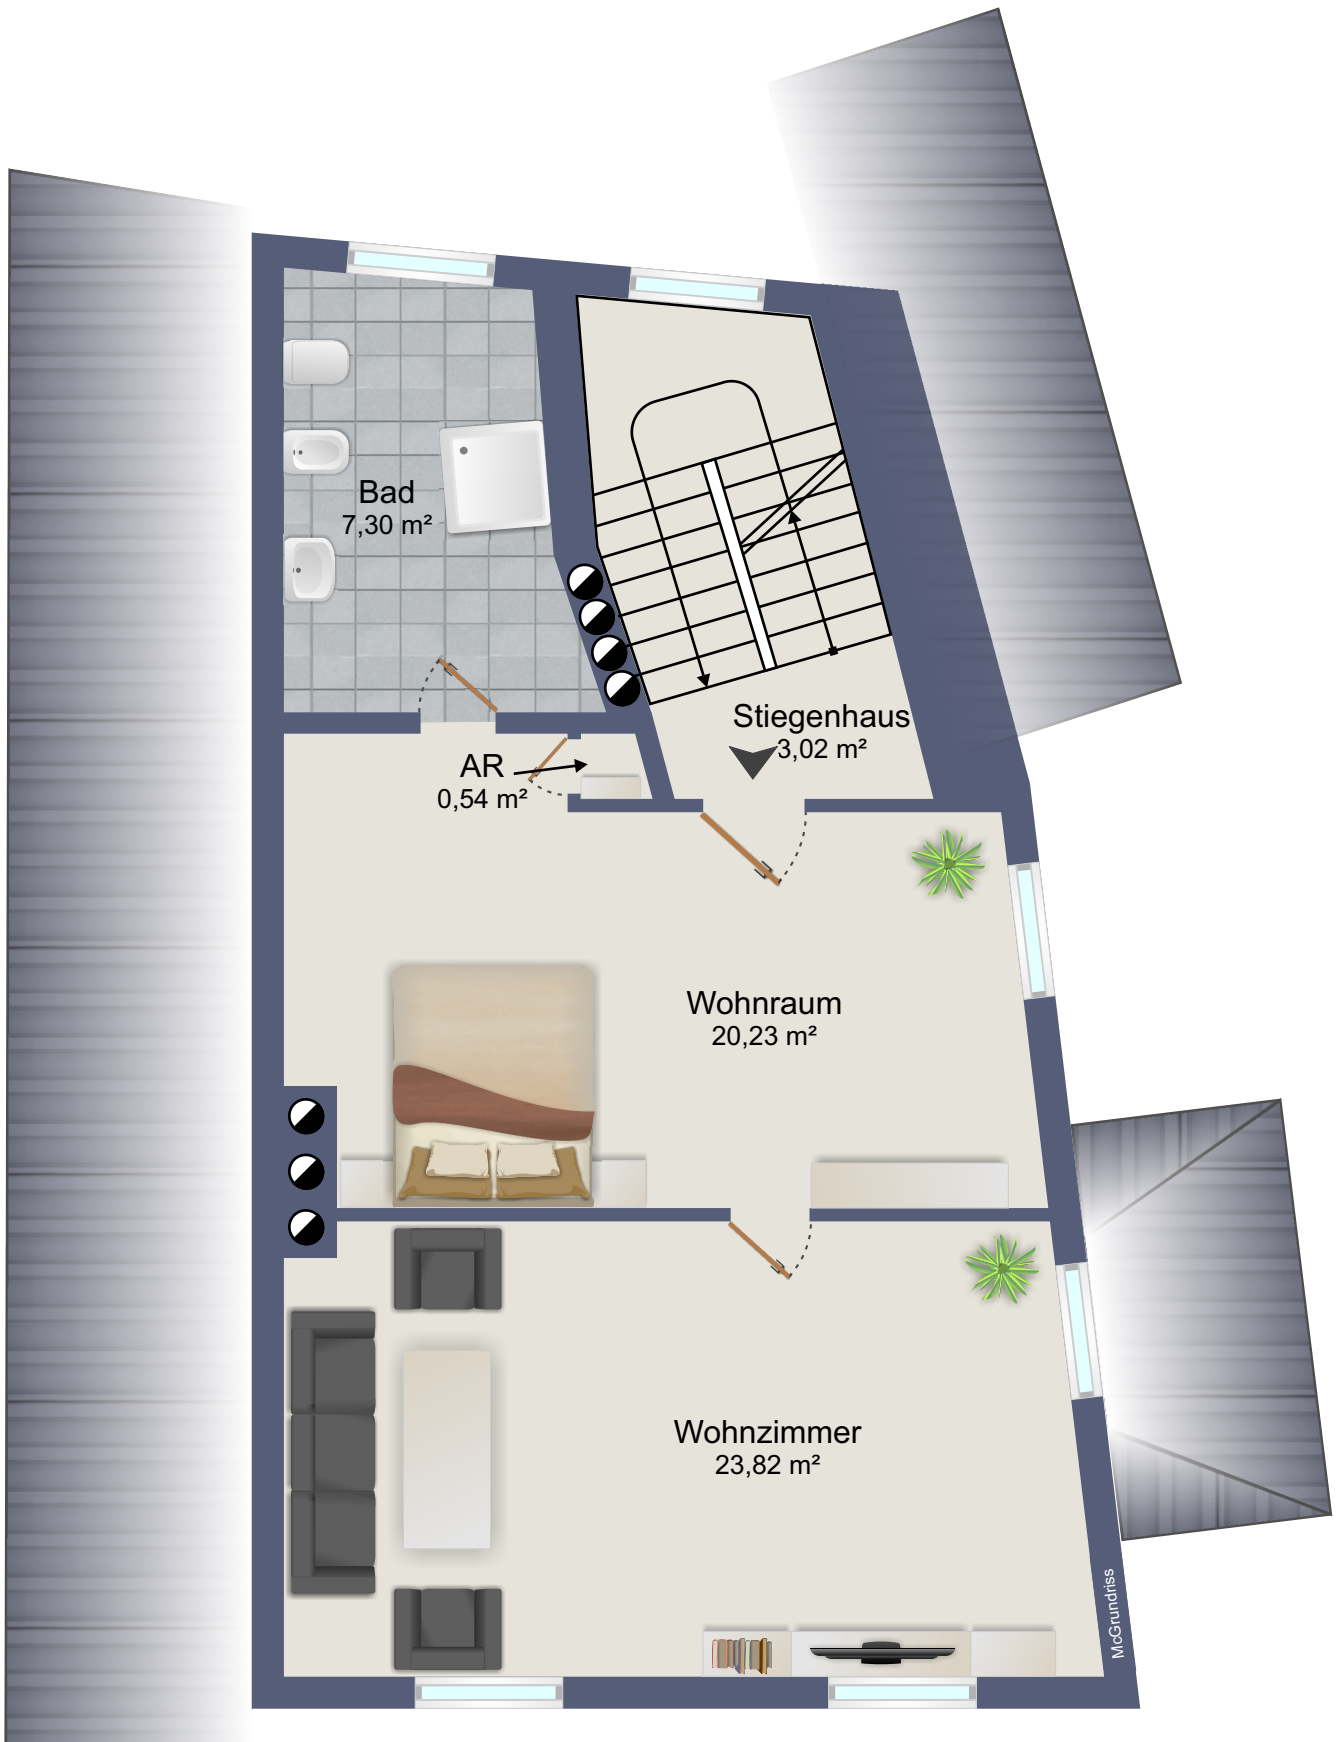 Bad
7,30 m²
Stiegenhaus
3,02 m²
AR
0,54 m²
Wohnraum
20,23 m²
Wohnzimmer
23,82 m²
McGrundriss